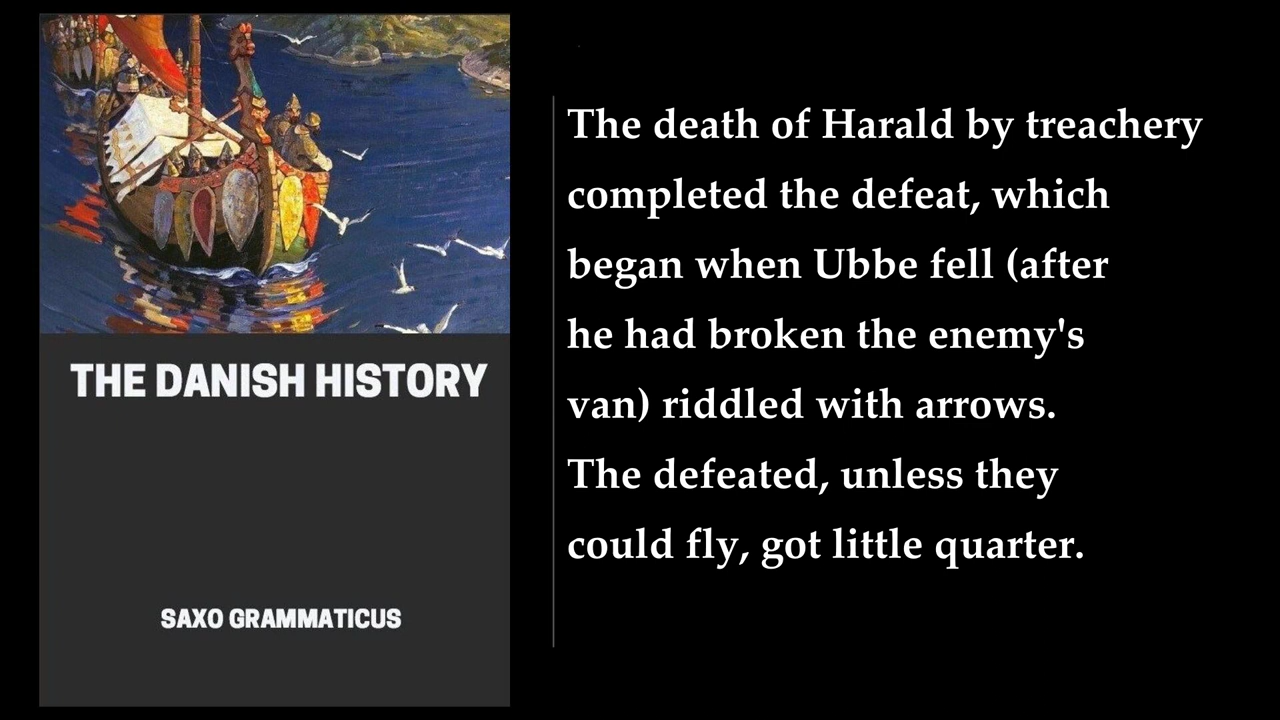 THE DANISH HISTORY
SAXO GRAMMATICUS
The death of Harald by treachery
completed the defeat, which
began when Ubbe fell (after
he had broken the enemy's
van) riddled with arrows.
The defeated, unless they
could fly, got little quarter.